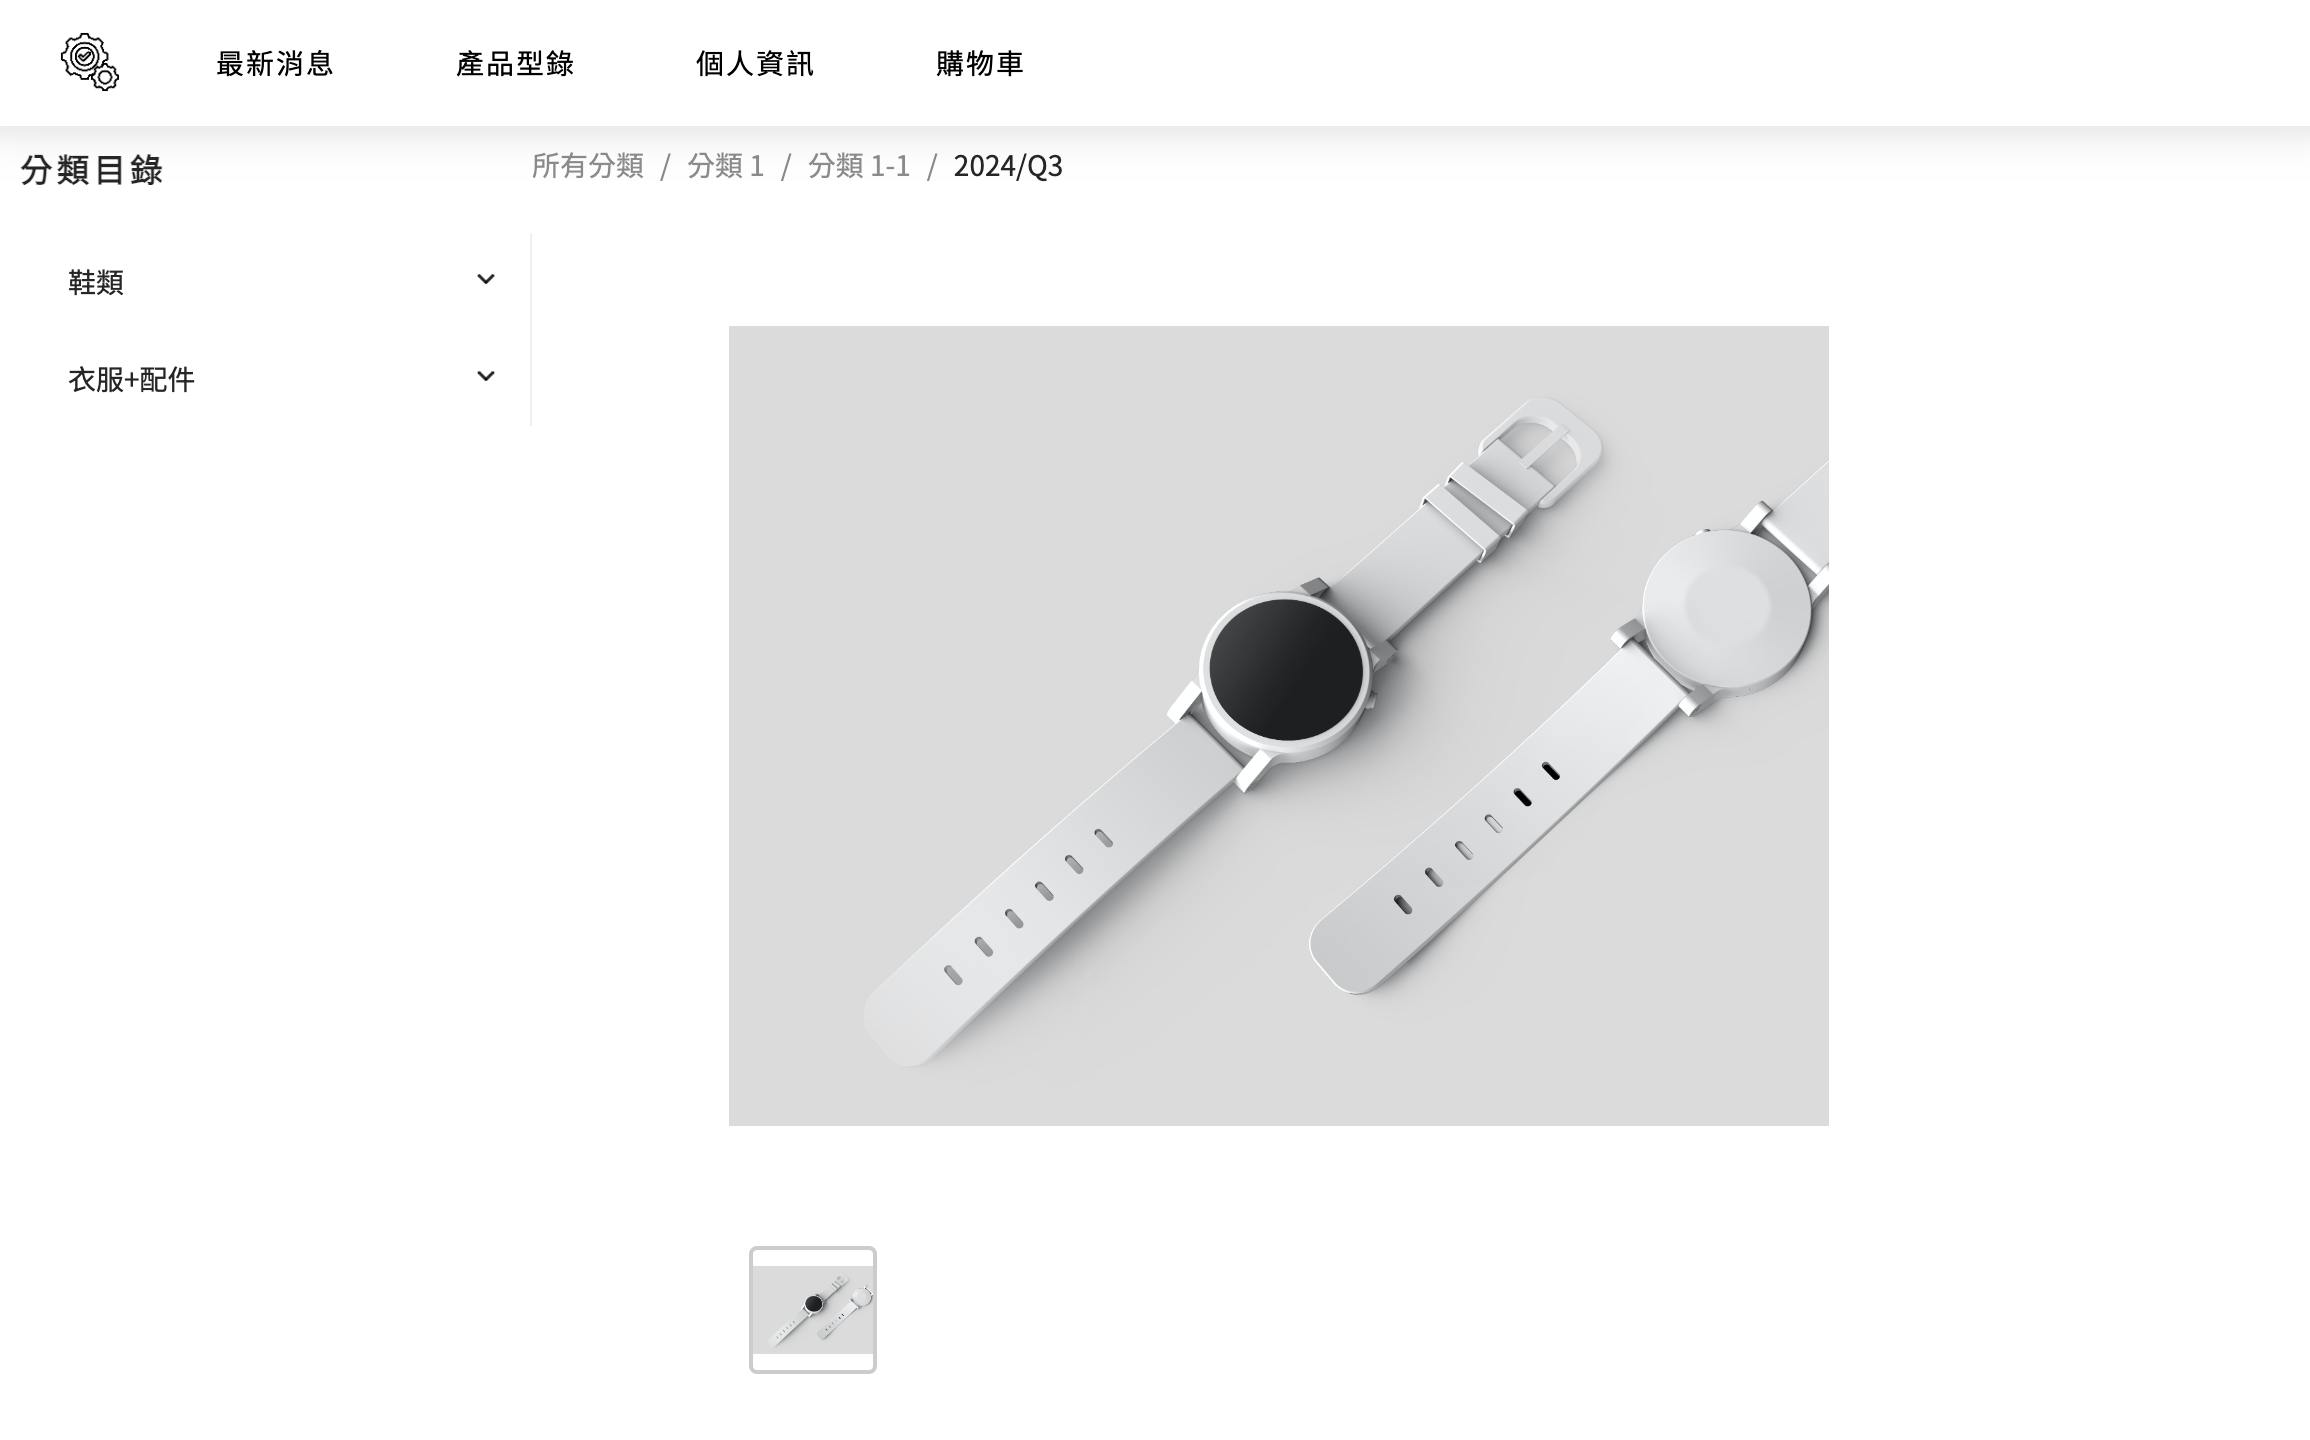 最新消息 產品型錄 個人資訊 購物車
分類目錄
所有分類 / 分類 1 / 分類 1-1 / 2024/Q3
鞋類
衣服+配件